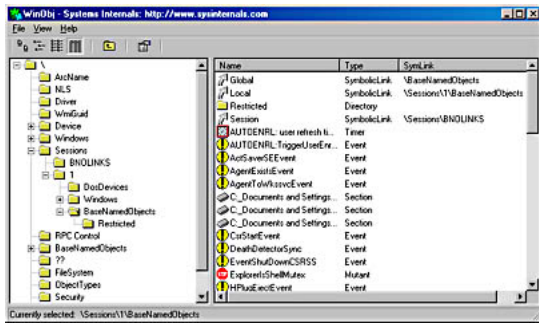 WinObj - Systems Internals: http://www.sysinternals.com
File View Help
\
ArcName
NLS
Driver
WmiGuid
Device
Windows
Sessions
BNOLINKS
1
DosDevices
Windows
BaseNamedObjects
Restricted
RPC Control
BaseNamedObjects
??
FileSystem
ObjectTypes
Security
Name Type SymLink
Global SymbolicLink \BaseNamedObjects
Local SymbolicLink \Sessions\1\BaseNamedObjects
Restricted Directory
Session SymbolicLink \Sessions\BNOLINKS
AUTOENRL: user refresh ti... Timer
AUTOENRL:TriggerUserEnr... Event
ActSaverSEEvent Event
AgentExistsEvent Event
AgentToWkssvcEvent Event
C:_Documents and Settings... Section
C:_Documents and Settings... Section
C:_Documents and Settings... Section
CsrStartEvent Event
DeathDetectorSync Event
EventShutDownCSRSS Event
ExplorerIsShellMutex Mutant
HPlugEjectEvent Event
Currently selected: \Sessions\1\BaseNamedObjects